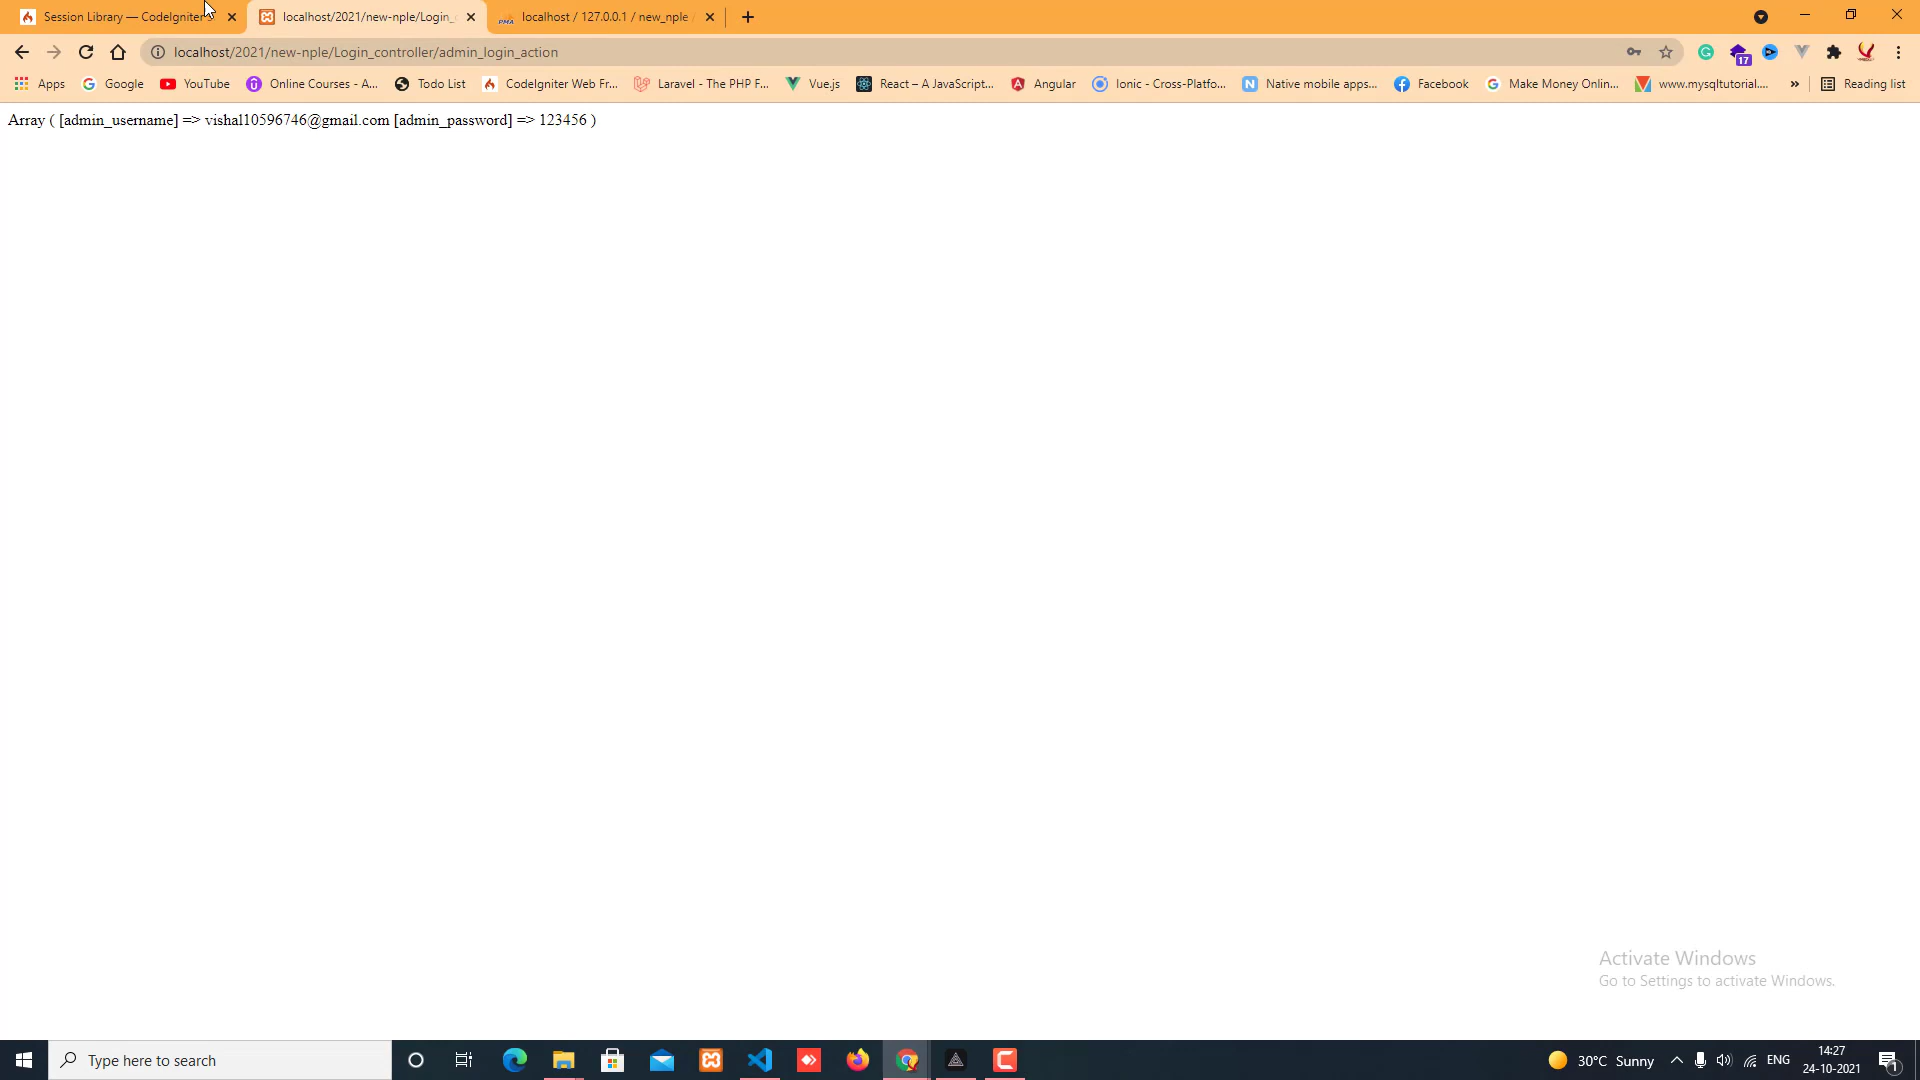 Session Library — CodeIgniter
localhost/2021/new-nple/Login_c
localhost / 127.0.0.1 / new_nple
localhost/2021/new-nple/Login_controller/admin_login_action
17
Apps
Google
YouTube
Online Courses - A...
Todo List
CodeIgniter Web Fr...
Laravel - The PHP F...
Vue.js
React – A JavaScript...
Angular
Ionic - Cross-Platfo...
Native mobile apps...
Facebook
Make Money Onlin...
www.mysqltutorial....
»
Reading list
Array ( [admin_username] => vishal10596746@gmail.com [admin_password] => 123456 )
Activate Windows
Go to Settings to activate Windows.
Type here to search
30°C Sunny
ENG
14:27
24-10-2021
1